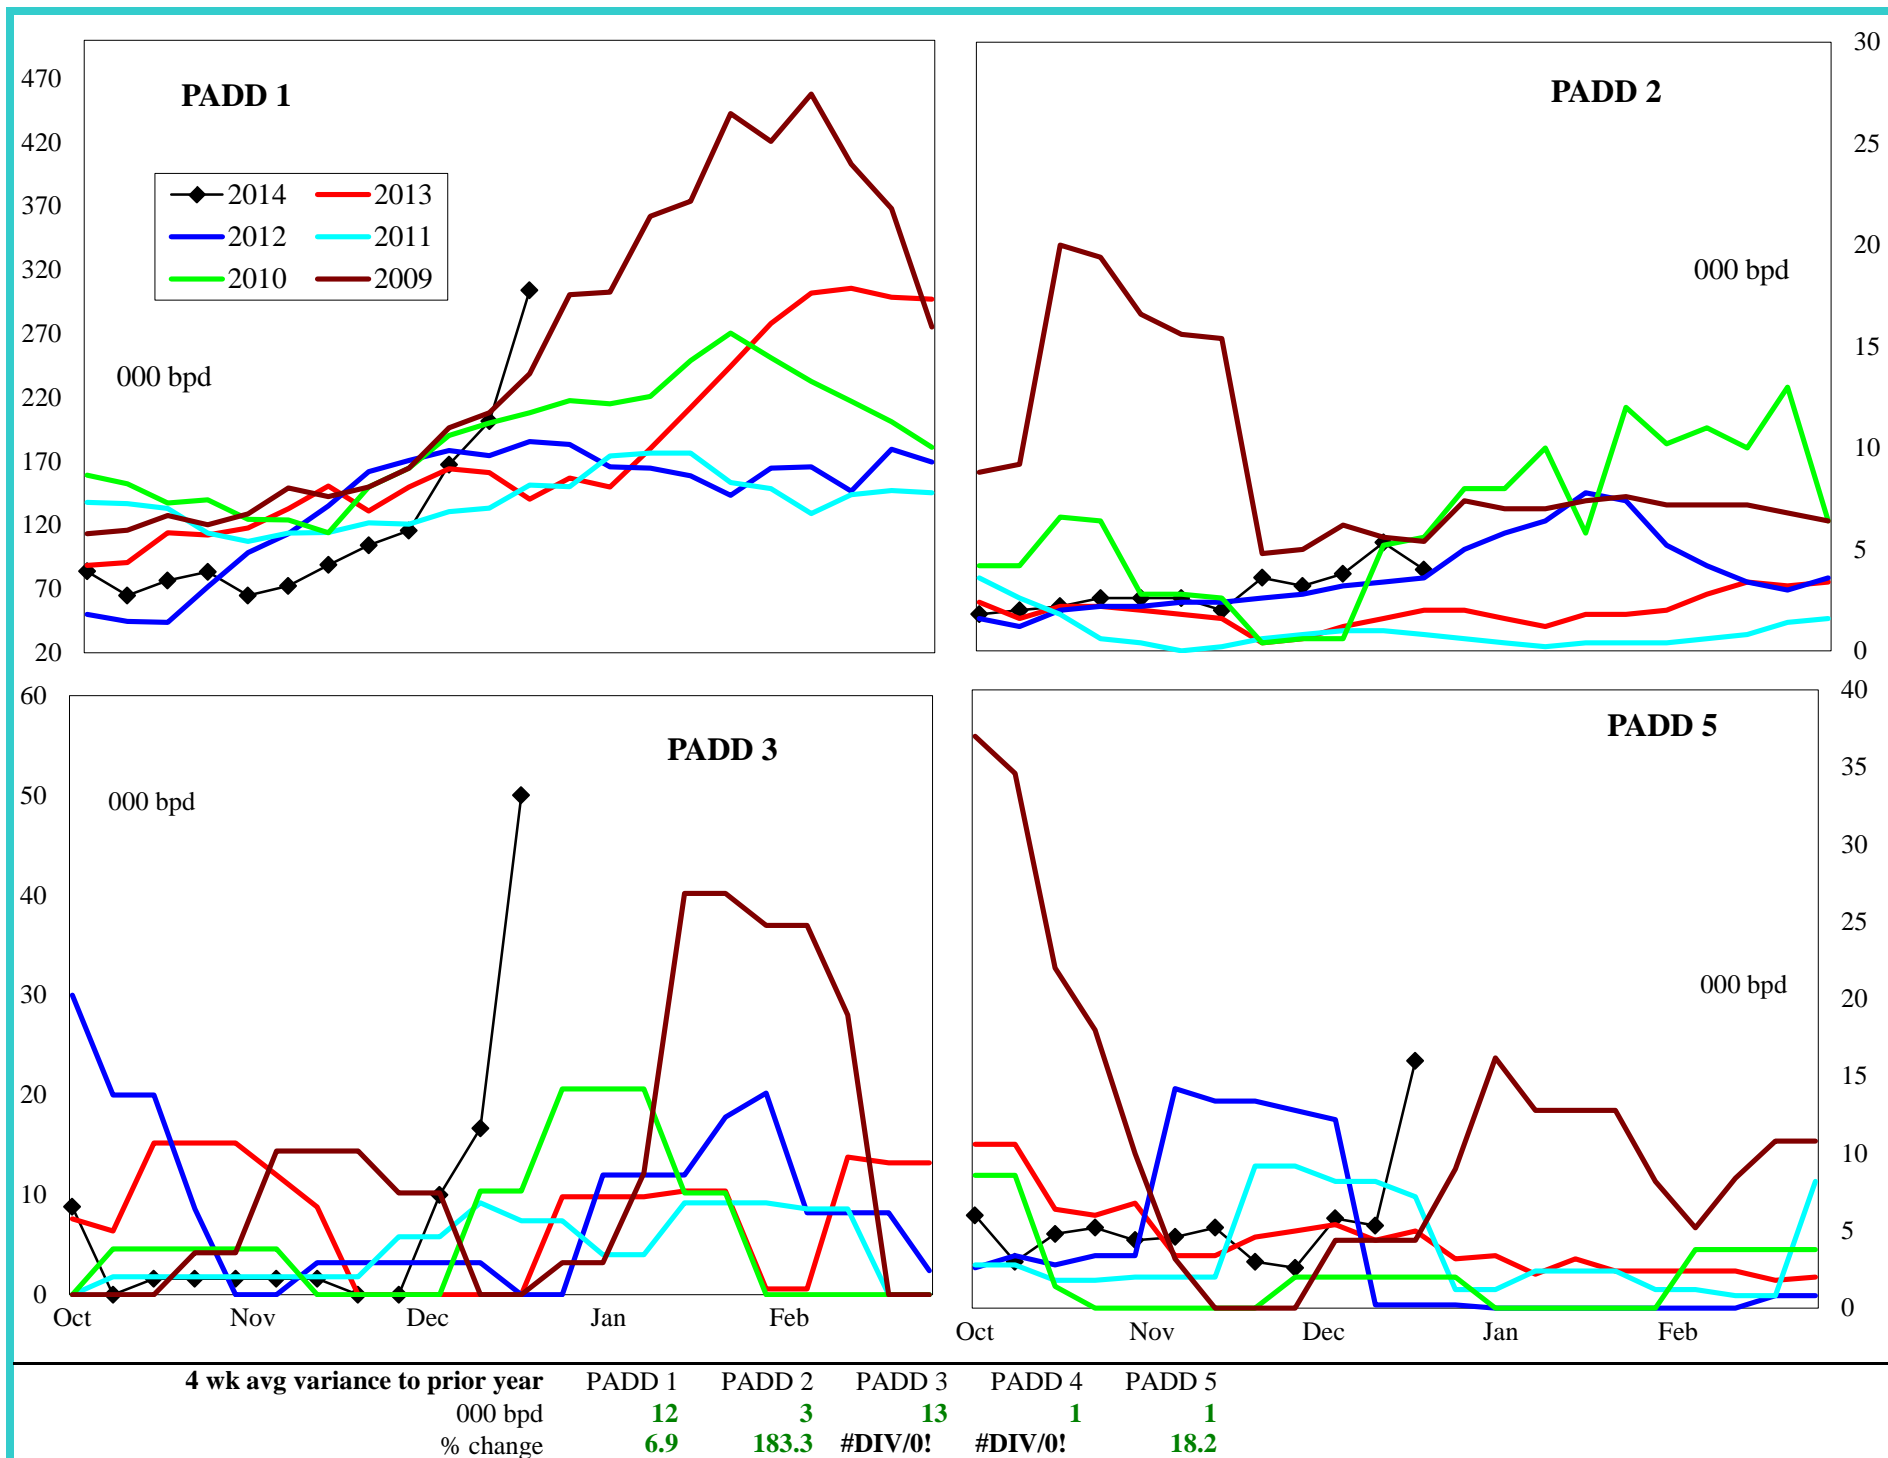 PADD 1
470
420
370
320
270
220
170
120
70
20
2014 2013
2012 2011
2010 2009
000 bpd
PADD 2
30
25
20
15
10
5
0
000 bpd
PADD 3
60
50
40
30
20
10
0
000 bpd
Oct Nov Dec Jan Feb
PADD 5
40
35
30
25
20
15
10
5
0
000 bpd
Oct Nov Dec Jan Feb
4 wk avg variance to prior year PADD 1 PADD 2 PADD 3 PADD 4 PADD 5
000 bpd 12 3 13 1 1
% change 6.9 183.3 #DIV/0! #DIV/0! 18.2